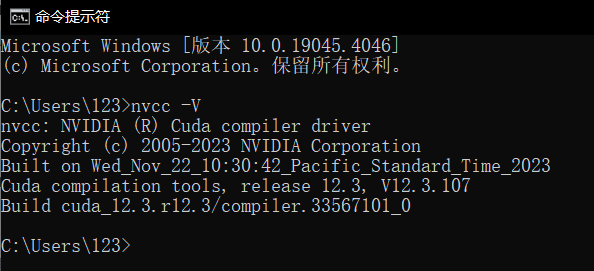 命令提示符
Microsoft Windows [版本 10.0.19045.4046]
(c) Microsoft Corporation。保留所有权利。
C:\Users\123>nvcc -V
nvcc: NVIDIA (R) Cuda compiler driver
Copyright (c) 2005-2023 NVIDIA Corporation
Built on Wed_Nov_22_10:30:42_Pacific_Standard_Time_2023
Cuda compilation tools, release 12.3, V12.3.107
Build cuda_12.3.r12.3/compiler.33567101_0
C:\Users\123>